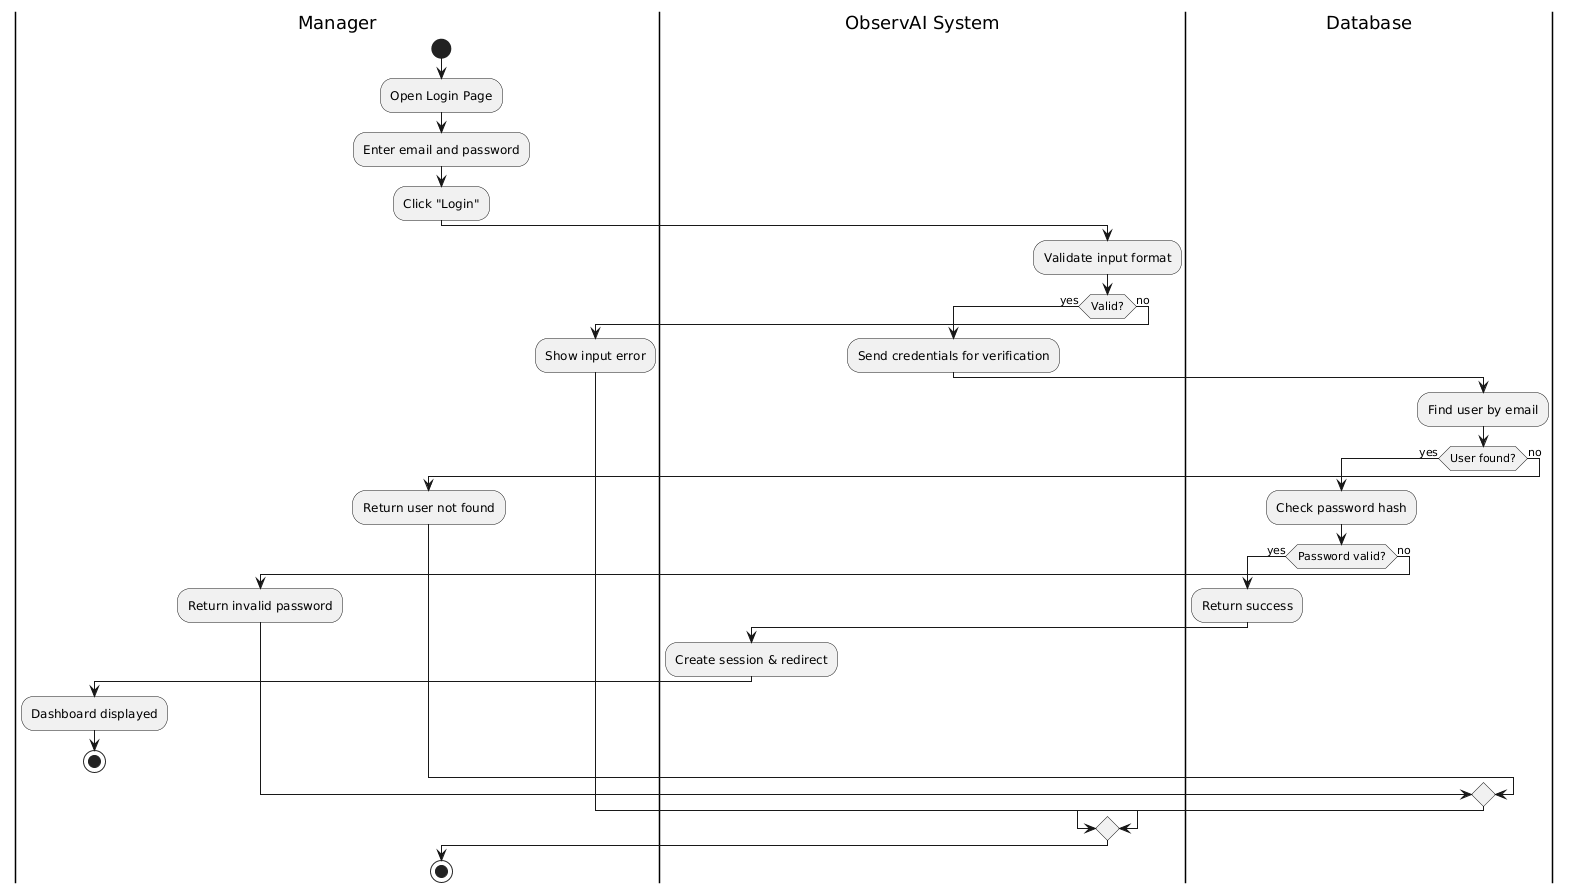 Manager
ObservAI System
Database
Open Login Page
Enter email and password
Click "Login"
Validate input format
yes
Valid?
no
Show input error
Send credentials for verification
Find user by email
yes
User found?
no
Return user not found
Check password hash
yes
Password valid?
no
Return invalid password
Return success
Create session & redirect
Dashboard displayed